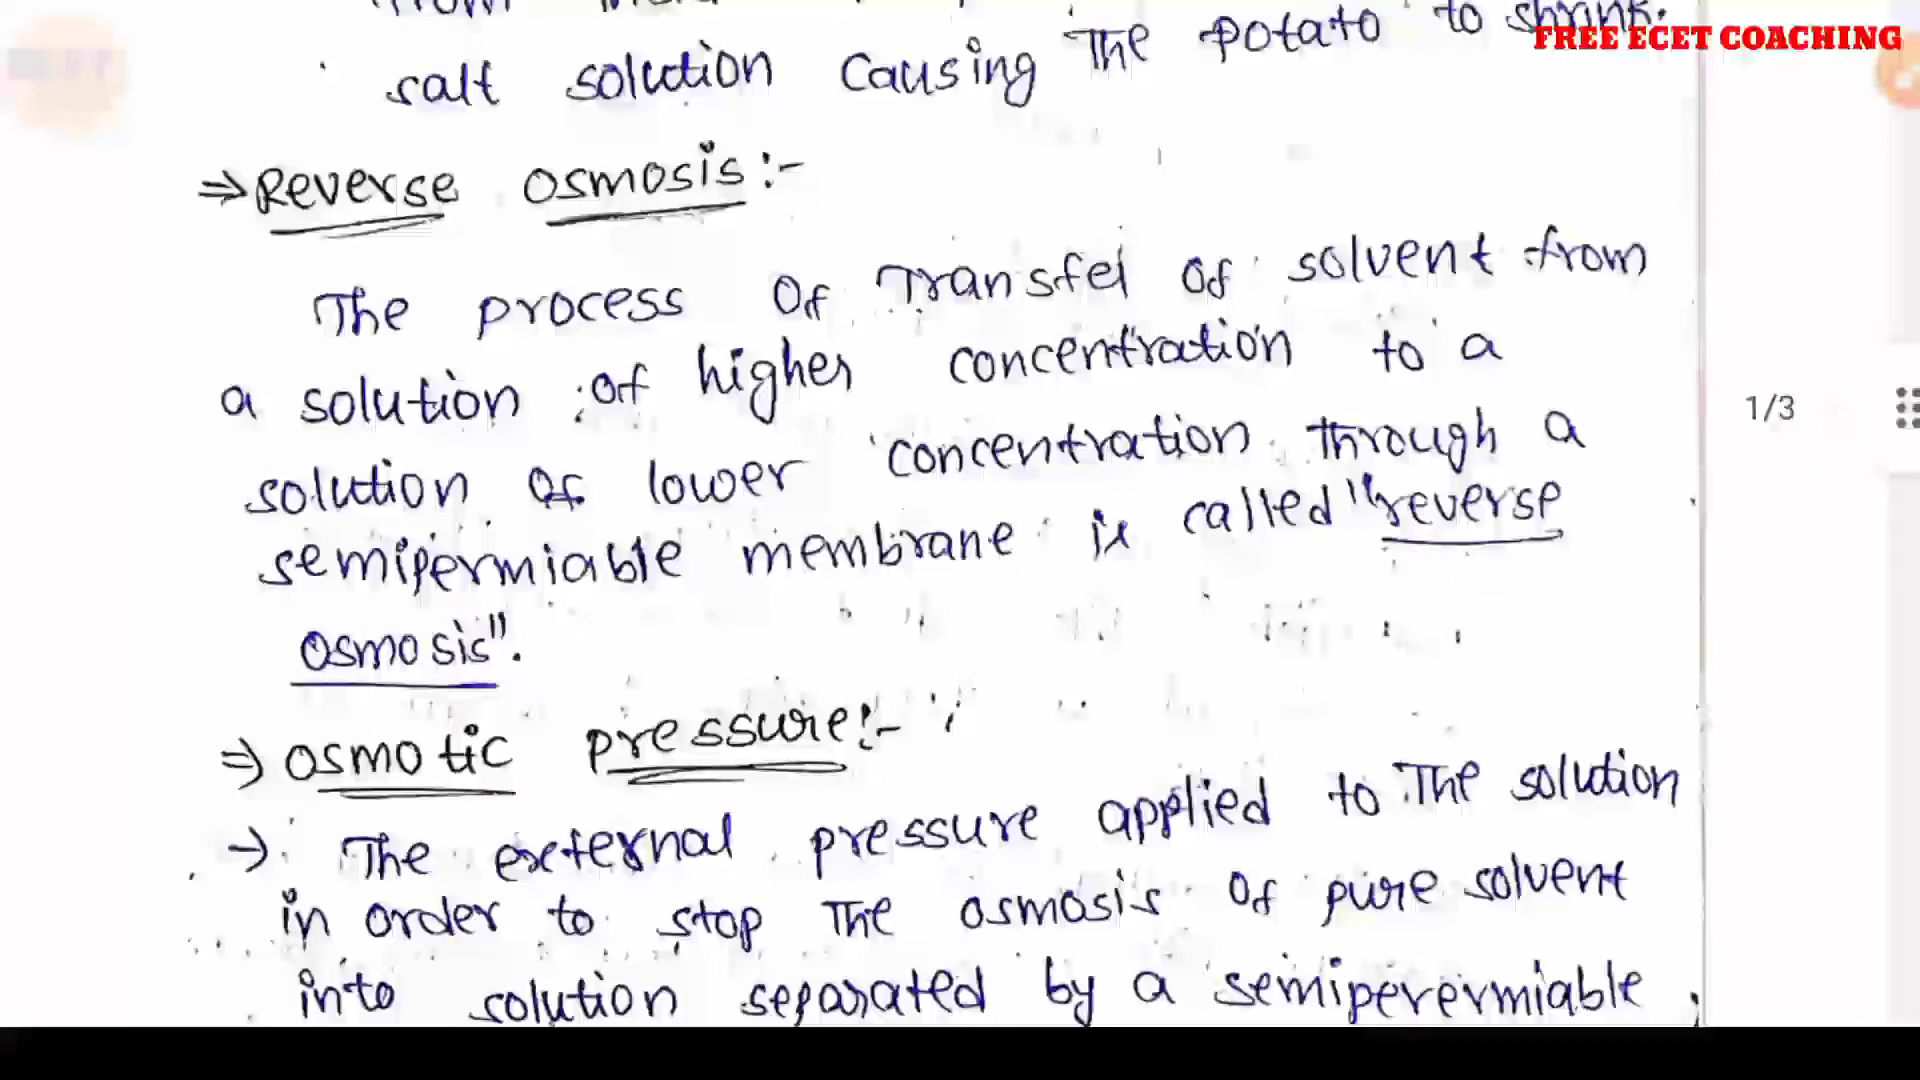 salt solution causing The potato to shrink.
FREE ECET COACHING
⇒ Reverse osmosis:-
The process of Transfer of solvent from
a solution of higher concentration to a
solution of lower concentration through a
1/3
semipermiable membrane is called "reverse
osmosis".
⇒ osmotic pressure:-
→ The external pressure applied to The solution
in order to stop The osmosis of pure solvent
into solution separated by a semiperermiable